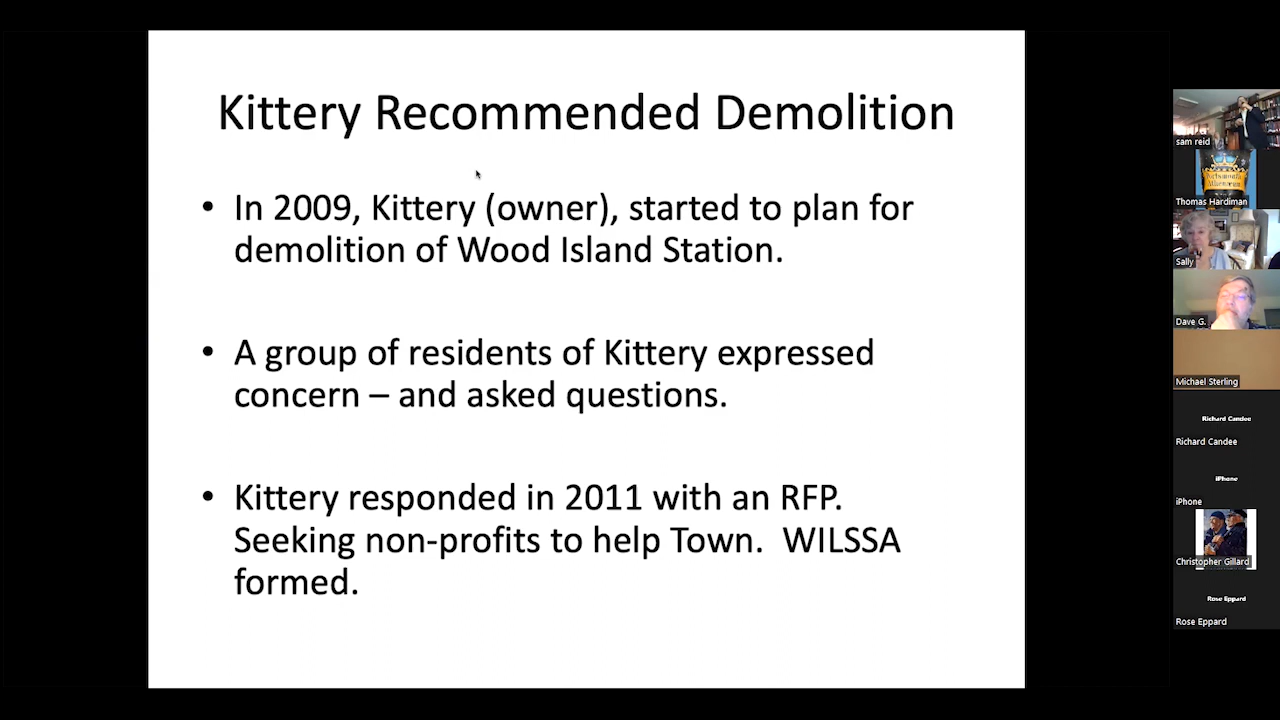 Kittery Recommended Demolition
• In 2009, Kittery (owner), started to plan for
demolition of Wood Island Station.
• A group of residents of Kittery expressed
concern – and asked questions.
• Kittery responded in 2011 with an RFP.
Seeking non-profits to help Town.  WILSSA
formed.
sam reid
Portsmouth
Athenæum
Thomas Hardiman
Sally
Dave G.
Michael Sterling
Richard Candee
Richard Candee
iPhone
iPhone
Christopher Gillard
Rose Eppard
Rose Eppard